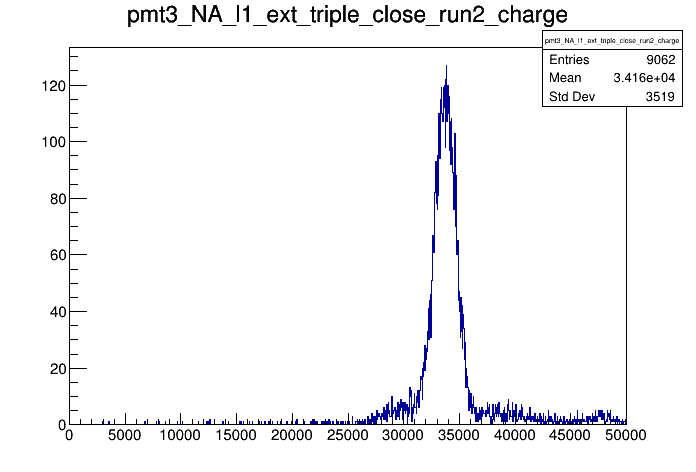 pmt3_NA_l1_ext_triple_close_run2_charge
pmt3_NA_l1_ext_triple_close_run2_charge
Entries 9062
Mean 3.416e+04
Std Dev 3519
120
100
80
60
40
20
0
0 5000 10000 15000 20000 25000 30000 35000 40000 45000 50000